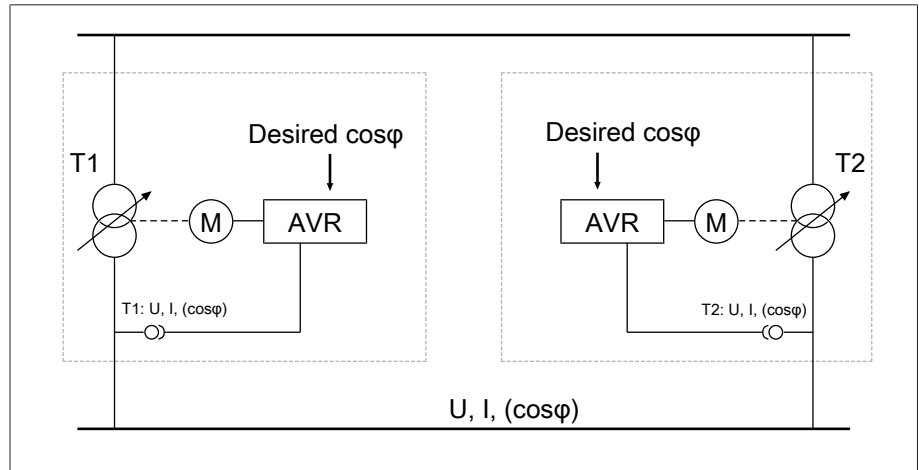 Desired cosφ
Desired cosφ
T1
T2
M
AVR
AVR
M
T1: U, I, (cosφ)
T2: U, I, (cosφ)
U, I, (cosφ)